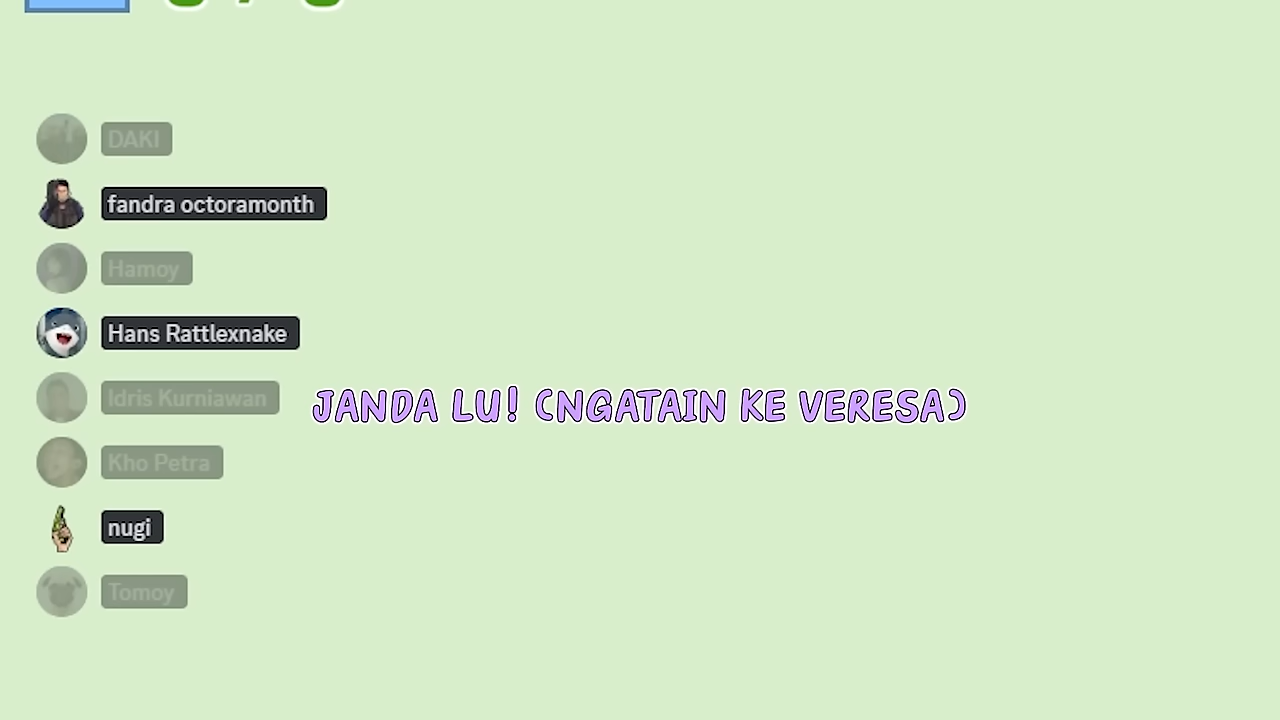 DAKI
fandra octoramonth
Hamoy
Hans Rattlexnake
Idris Kurniawan
JANDA LU! (NGATAIN KE VERESA)
Kho Petra
nugi
Tomoy